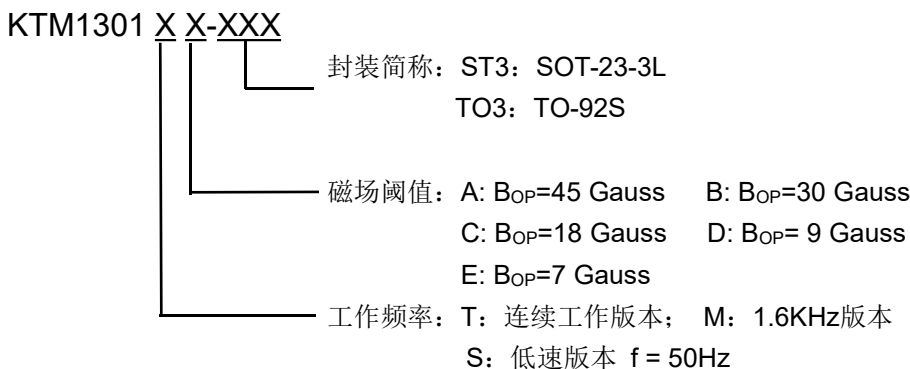 KTM1301 X X-XXX
封装简称：ST3：SOT-23-3L
TO3：TO-92S
磁场阈值：A: BOP=45 Gauss B: BOP=30 Gauss
C: BOP=18 Gauss D: BOP= 9 Gauss
E: BOP=7 Gauss
工作频率：T：连续工作版本； M：1.6KHz版本
S：低速版本 f = 50Hz